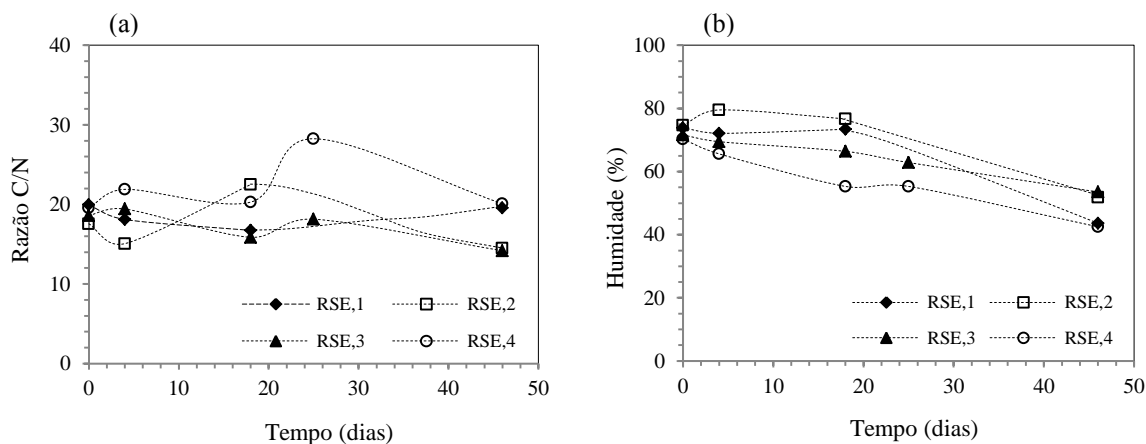 (a)
40
30
20
10
0
Razão C/N
RSE,1
RSE,2
RSE,3
RSE,4
0 10 20 30 40 50
Tempo (dias)
(b)
100
80
60
40
20
0
Humidade (%)
RSE,1
RSE,2
RSE,3
RSE,4
0 10 20 30 40 50
Tempo (dias)